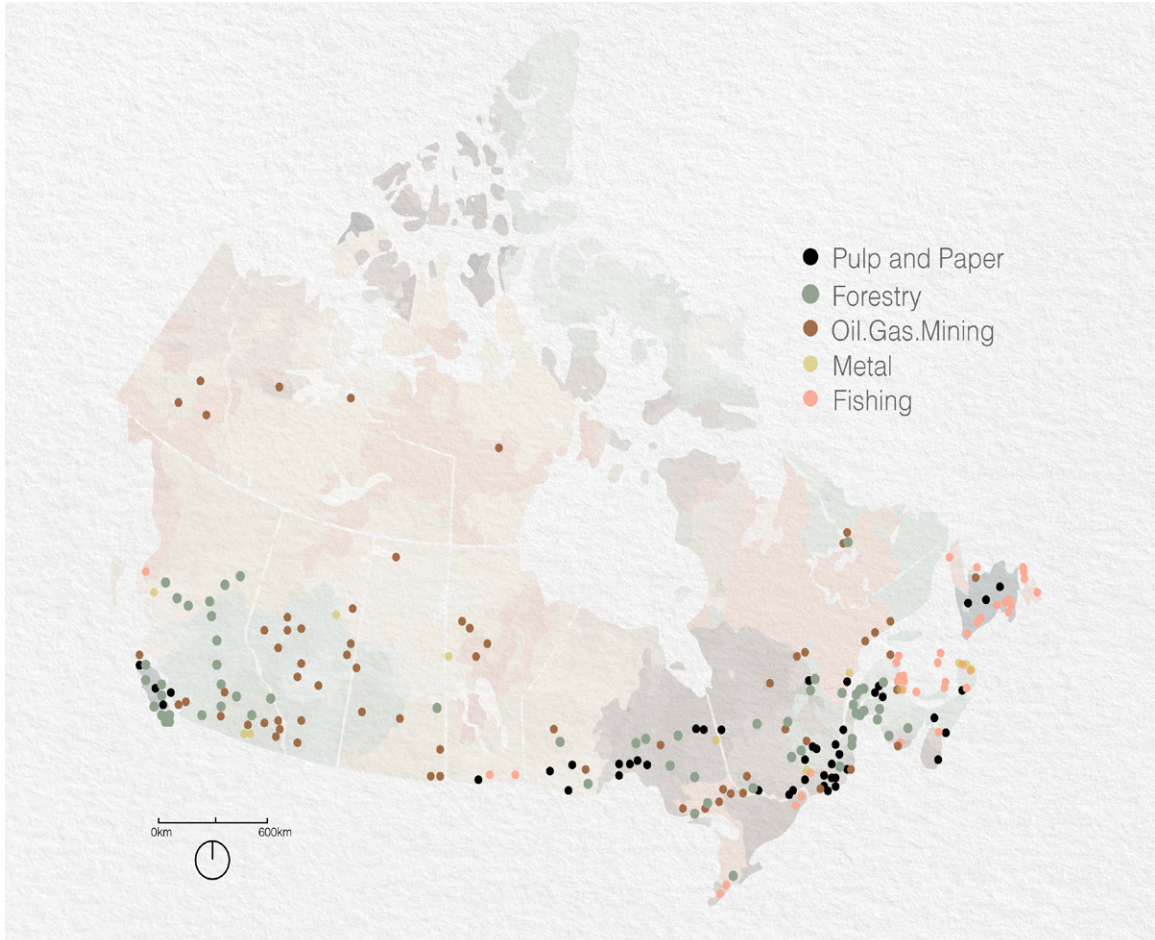 Pulp and Paper
Forestry
Oil.Gas.Mining
Metal
Fishing
0km 600km